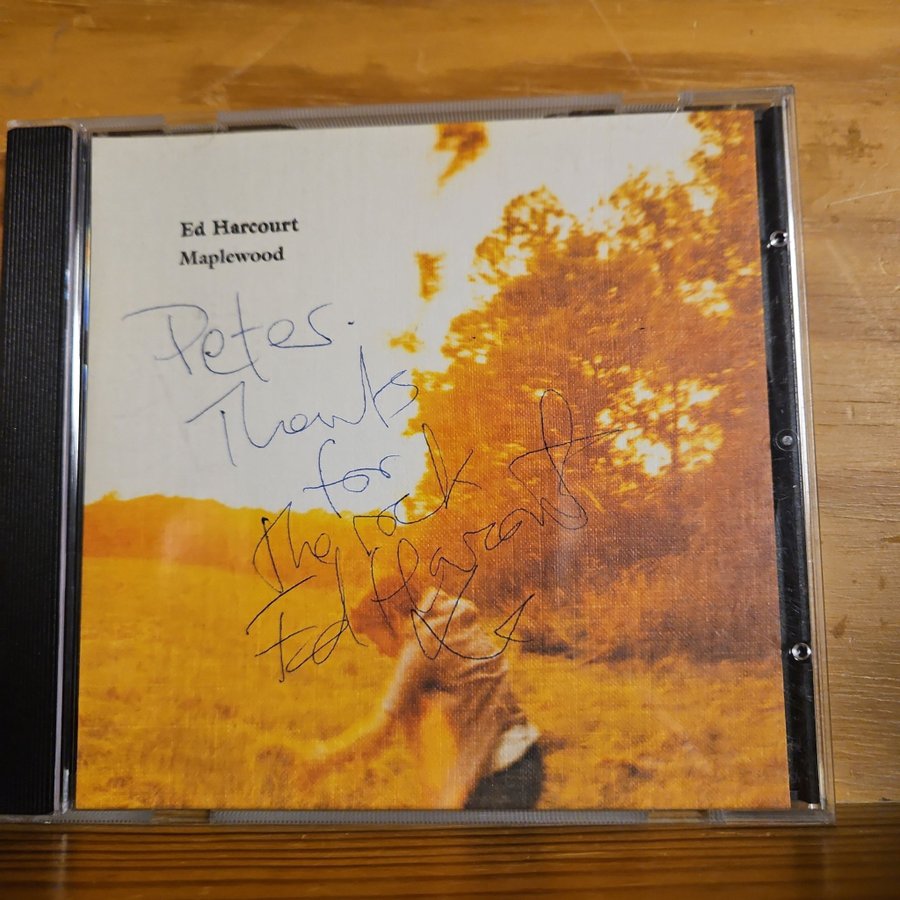 Ed Harcourt
Maplewood
Peter.
Thanks
for
the rock
Ed Harcourt